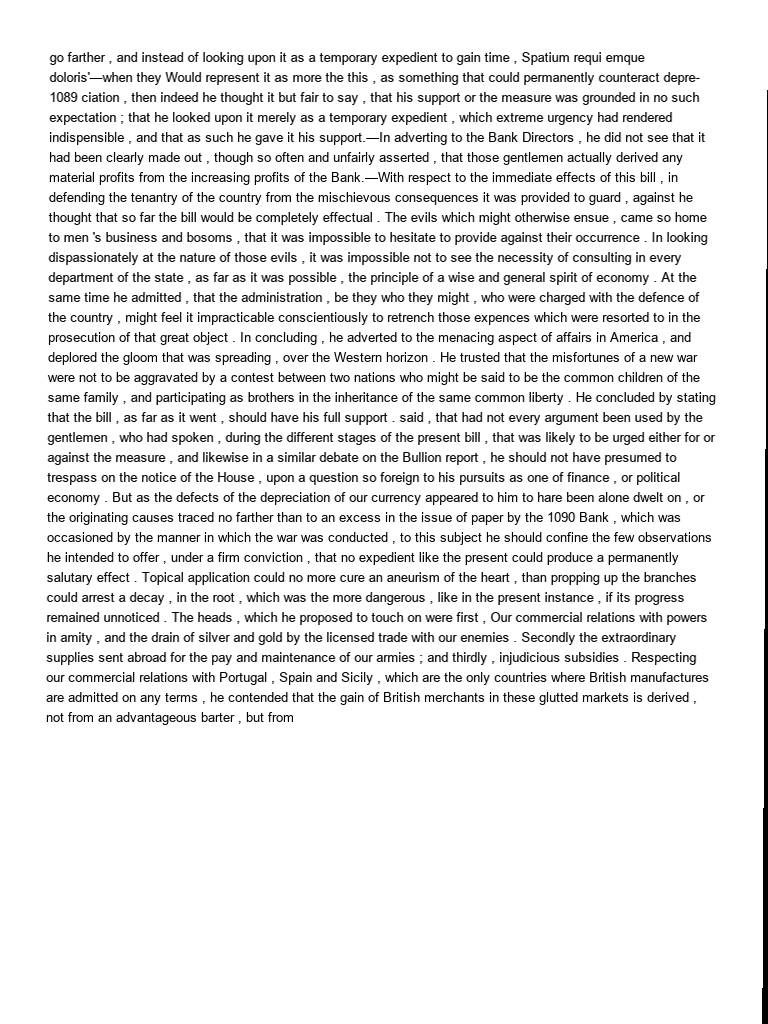 go farther , and instead of looking upon it as a temporary expedient to gain time , Spatium requi emque
doloris'—when they Would represent it as more the this , as something that could permanently counteract depre-
1089 ciation , then indeed he thought it but fair to say , that his support or the measure was grounded in no such
expectation ; that he looked upon it merely as a temporary expedient , which extreme urgency had rendered
indispensible , and that as such he gave it his support.—In adverting to the Bank Directors , he did not see that it
had been clearly made out , though so often and unfairly asserted , that those gentlemen actually derived any
material profits from the increasing profits of the Bank.—With respect to the immediate effects of this bill , in
defending the tenantry of the country from the mischievous consequences it was provided to guard , against he
thought that so far the bill would be completely effectual . The evils which might otherwise ensue , came so home
to men 's business and bosoms , that it was impossible to hesitate to provide against their occurrence . In looking
dispassionately at the nature of those evils , it was impossible not to see the necessity of consulting in every
department of the state , as far as it was possible , the principle of a wise and general spirit of economy . At the
same time he admitted , that the administration , be they who they might , who were charged with the defence of
the country , might feel it impracticable conscientiously to retrench those expences which were resorted to in the
prosecution of that great object . In concluding , he adverted to the menacing aspect of affairs in America , and
deplored the gloom that was spreading , over the Western horizon . He trusted that the misfortunes of a new war
were not to be aggravated by a contest between two nations who might be said to be the common children of the
same family , and participating as brothers in the inheritance of the same common liberty . He concluded by stating
that the bill , as far as it went , should have his full support . said , that had not every argument been used by the
gentlemen , who had spoken , during the different stages of the present bill , that was likely to be urged either for or
against the measure , and likewise in a similar debate on the Bullion report , he should not have presumed to
trespass on the notice of the House , upon a question so foreign to his pursuits as one of finance , or political
economy . But as the defects of the depreciation of our currency appeared to him to hare been alone dwelt on , or
the originating causes traced no farther than to an excess in the issue of paper by the 1090 Bank , which was
occasioned by the manner in which the war was conducted , to this subject he should confine the few observations
he intended to offer , under a firm conviction , that no expedient like the present could produce a permanently
salutary effect . Topical application could no more cure an aneurism of the heart , than propping up the branches
could arrest a decay , in the root , which was the more dangerous , like in the present instance , if its progress
remained unnoticed . The heads , which he proposed to touch on were first , Our commercial relations with powers
in amity , and the drain of silver and gold by the licensed trade with our enemies . Secondly the extraordinary
supplies sent abroad for the pay and maintenance of our armies ; and thirdly , injudicious subsidies . Respecting
our commercial relations with Portugal , Spain and Sicily , which are the only countries where British manufactures
are admitted on any terms , he contended that the gain of British merchants in these glutted markets is derived ,
not from an advantageous barter , but from